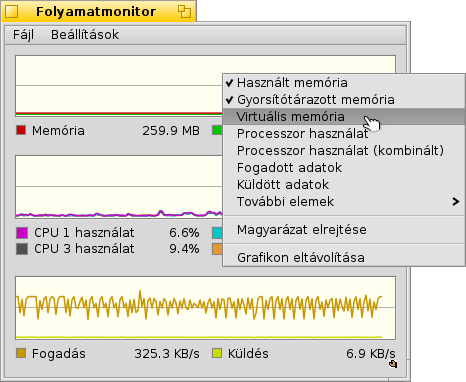 Folyamatmonitor
Fájl Beállítások
Használt memória
Gyorsítótárazott memória
Virtuális memória
Memória 259.9 MB
Processzor használat
Processzor használat (kombinált)
Fogadott adatok
Küldött adatok
További elemek
CPU 1 használat 6.6%
Magyarázat elrejtése
CPU 3 használat 9.4%
Grafikon eltávolítása
Fogadás 325.3 KB/s Küldés 6.9 KB/s